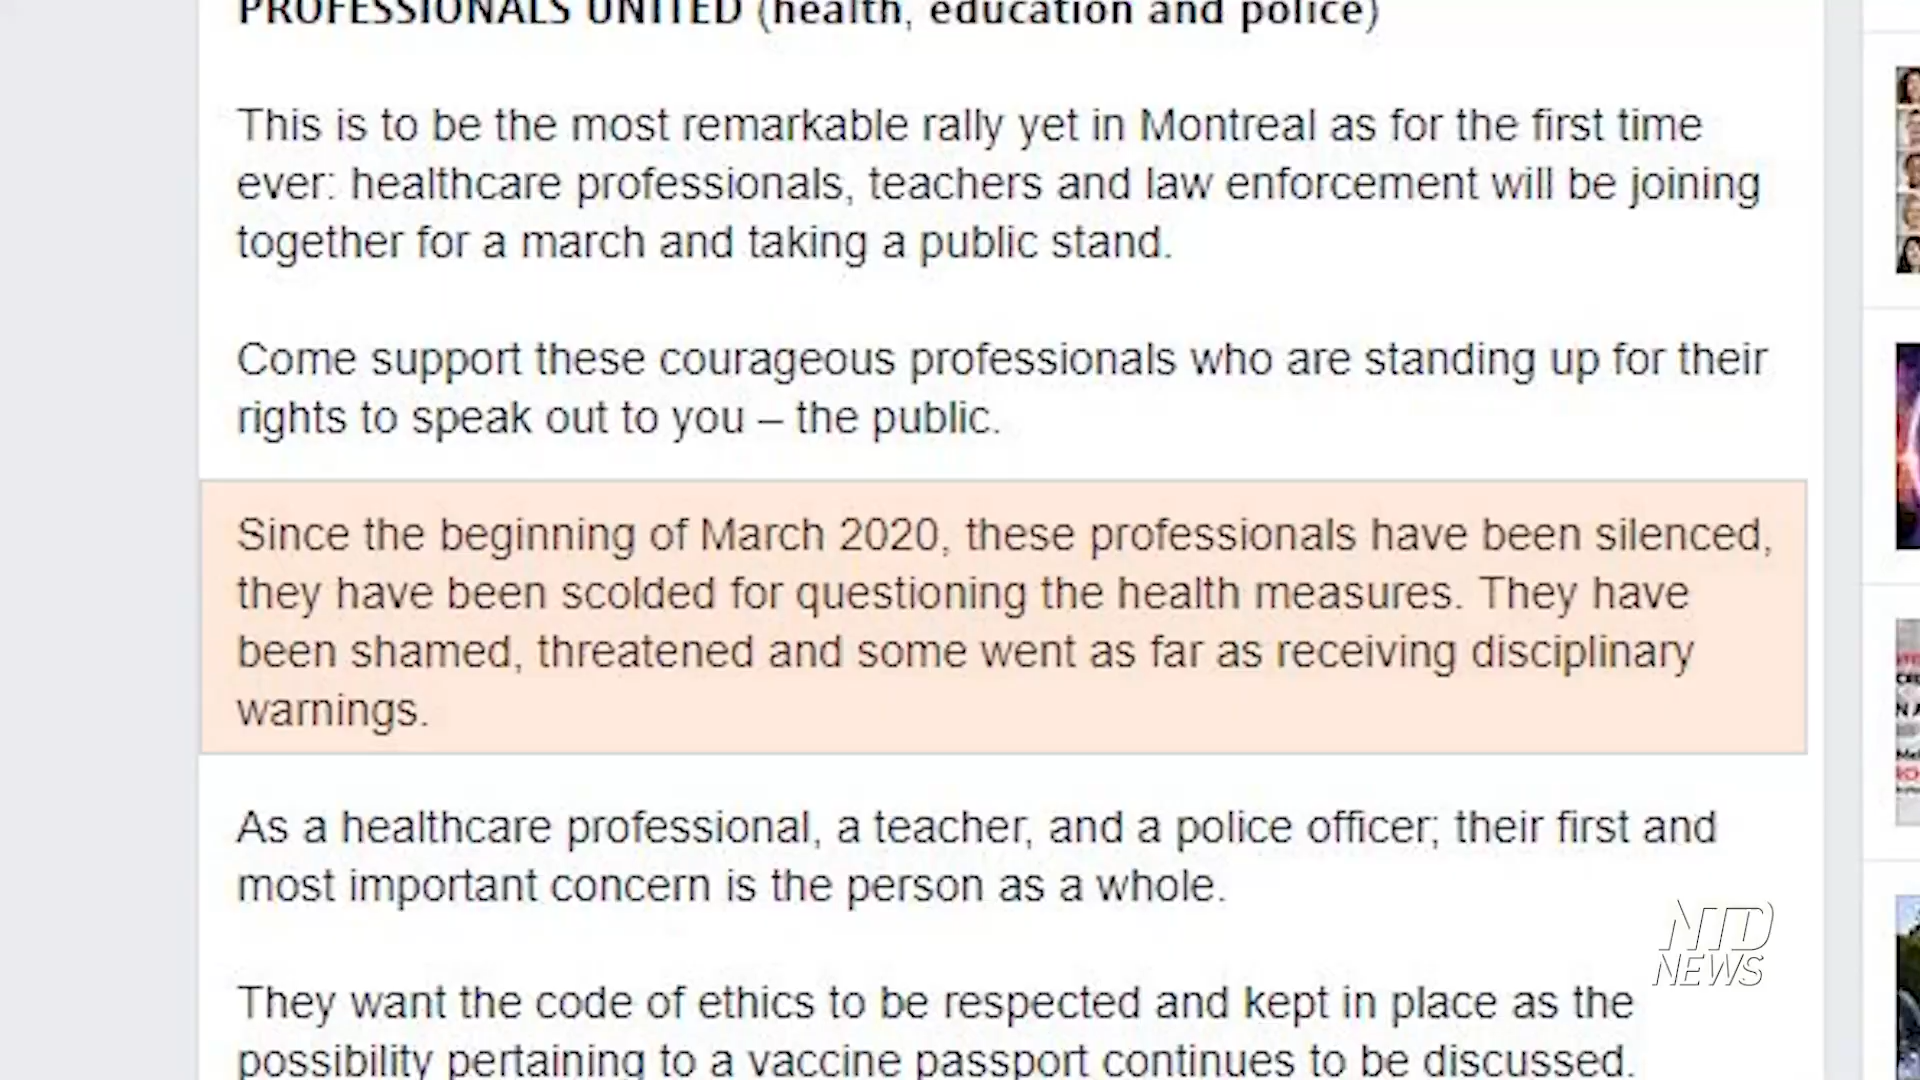 PROFESSIONALS UNITED (health, education and police)
This is to be the most remarkable rally yet in Montreal as for the first time
ever: healthcare professionals, teachers and law enforcement will be joining
together for a march and taking a public stand.
Come support these courageous professionals who are standing up for their
rights to speak out to you – the public.
Since the beginning of March 2020, these professionals have been silenced,
they have been scolded for questioning the health measures. They have
been shamed, threatened and some went as far as receiving disciplinary
warnings.
As a healthcare professional, a teacher, and a police officer; their first and
most important concern is the person as a whole.
They want the code of ethics to be respected and kept in place as the
possibility pertaining to a vaccine passport continues to be discussed.
NTD
NEWS